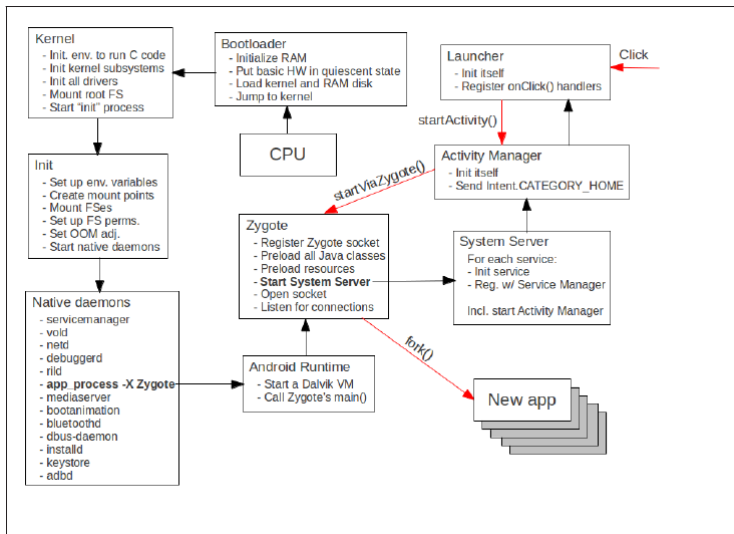 Kernel
- Init. env. to run C code
- Init kernel subsystems
- Init all drivers
- Mount root FS
- Start "init" process
Bootloader
- Initialize RAM
- Put basic HW in quiescent state
- Load kernel and RAM disk
- Jump to kernel
Launcher
- Init itself
- Register onClick() handlers
Click
CPU
startActivity()
Init
- Set up env. variables
- Create mount points
- Mount FSes
- Set up FS perms.
- Set OOM adj.
- Start native daemons
Activity Manager
- Init itself
- Send Intent.CATEGORY_HOME
startViaZygote()
Zygote
- Register Zygote socket
- Preload all Java classes
- Preload resources
- Start System Server
- Open socket
- Listen for connections
System Server
For each service:
- Init service
- Reg. w/ Service Manager
Incl. start Activity Manager
Native daemons
- servicemanager
- vold
- netd
- debuggerd
- rild
- app_process -X Zygote
- mediaserver
- bootanimation
- bluetoothd
- dbus-daemon
- installd
- keystore
- adbd
Android Runtime
- Start a Dalvik VM
- Call Zygote's main()
fork()
New app